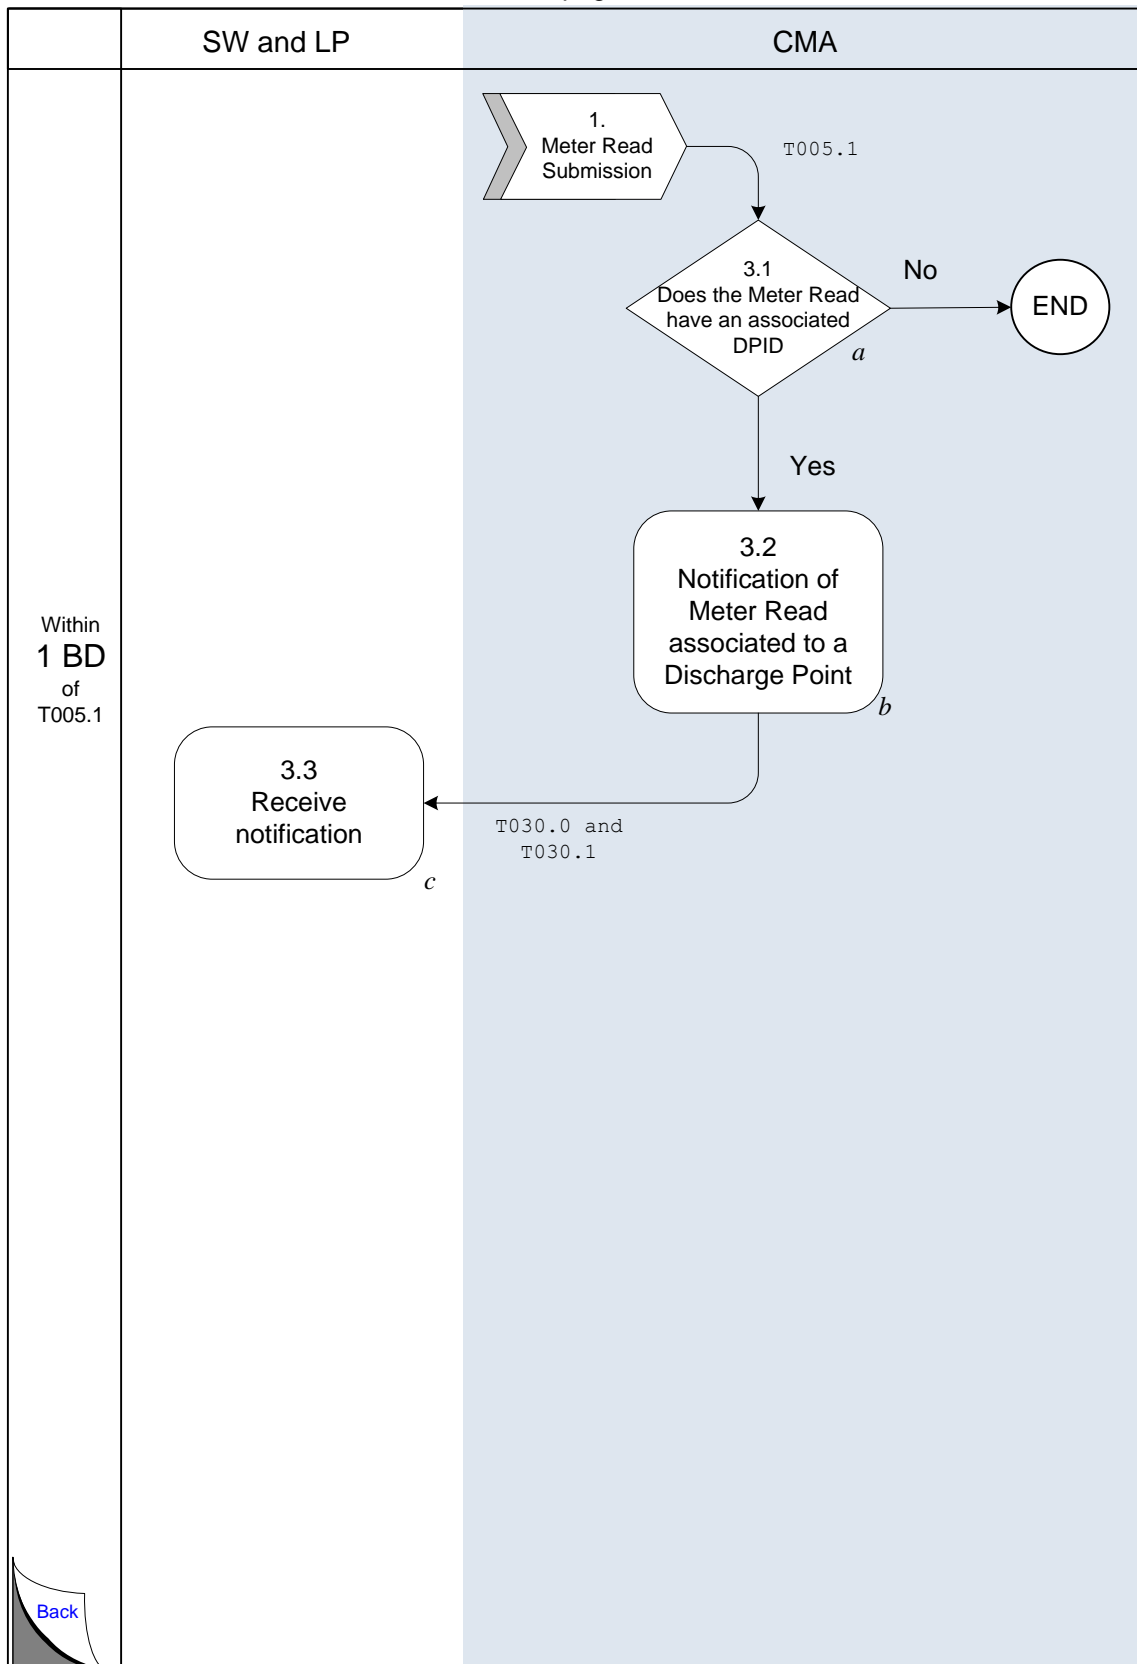 SW and LP
CMA
1.
Meter Read
Submission
T005.1
3.1
Does the Meter Read
have an associated
DPID
a
No
END
Yes
3.2
Notification of
Meter Read
associated to a
Discharge Point
b
Within
1 BD
of
T005.1
3.3
Receive
notification
c
T030.0 and
T030.1
Back